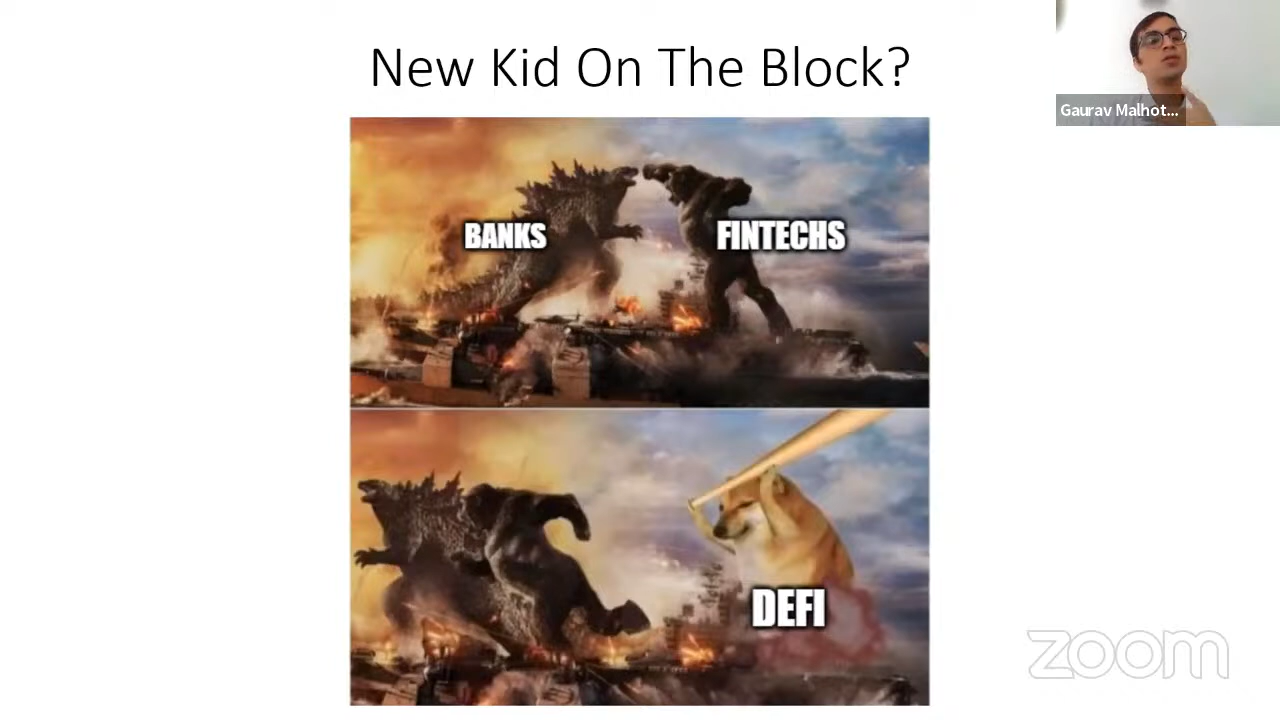 New Kid On The Block?
Gaurav Malhot...
BANKS
FINTECHS
DEFI
zoom